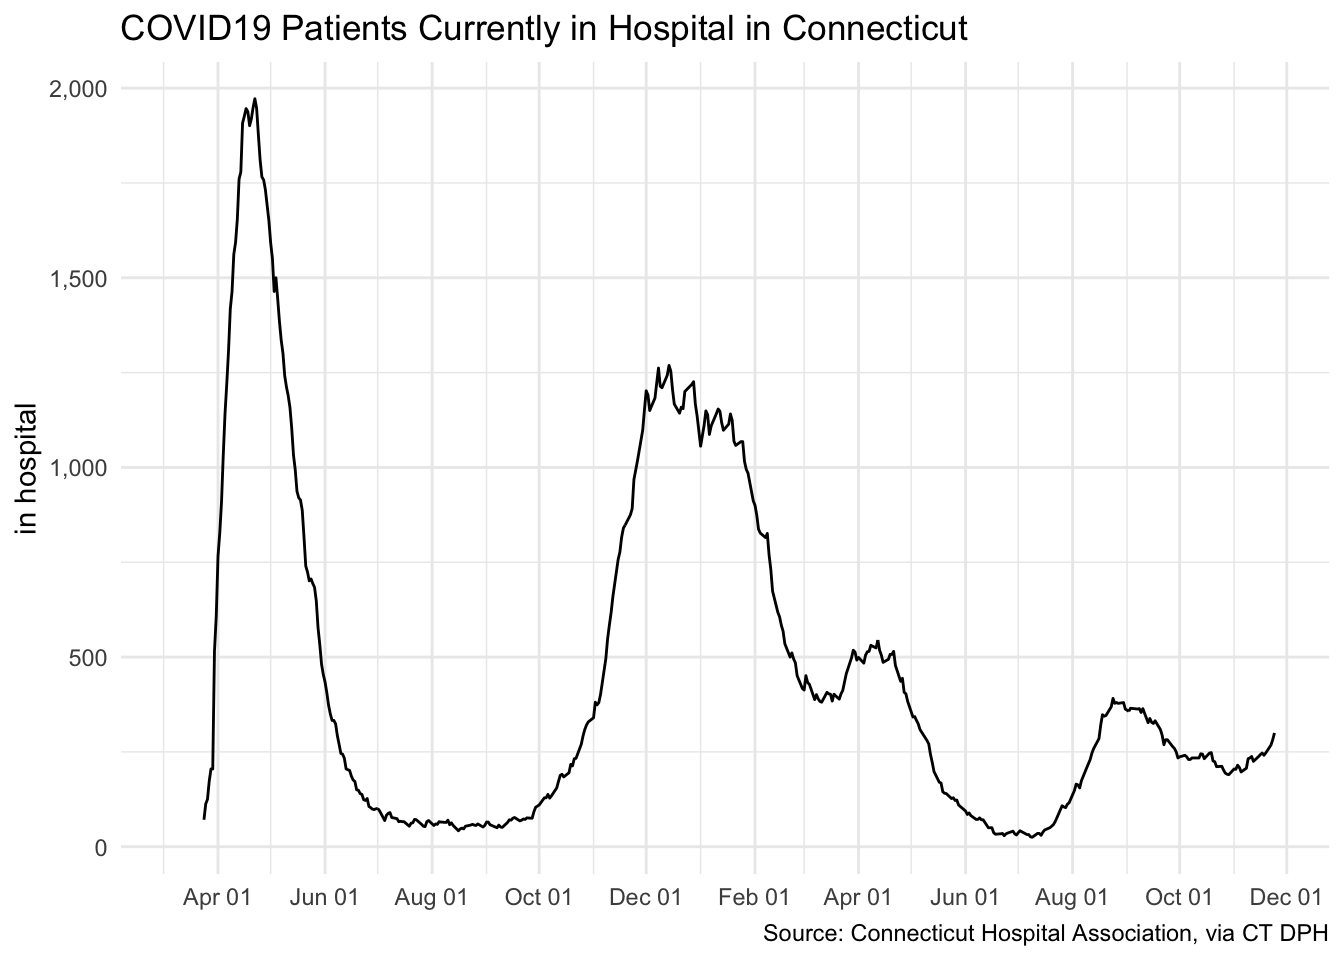 COVID19 Patients Currently in Hospital in Connecticut
2,000
1,500
1,000
500
0
in hospital
Apr 01 Jun 01 Aug 01 Oct 01 Dec 01 Feb 01 Apr 01 Jun 01 Aug 01 Oct 01 Dec 01
Source: Connecticut Hospital Association, via CT DPH